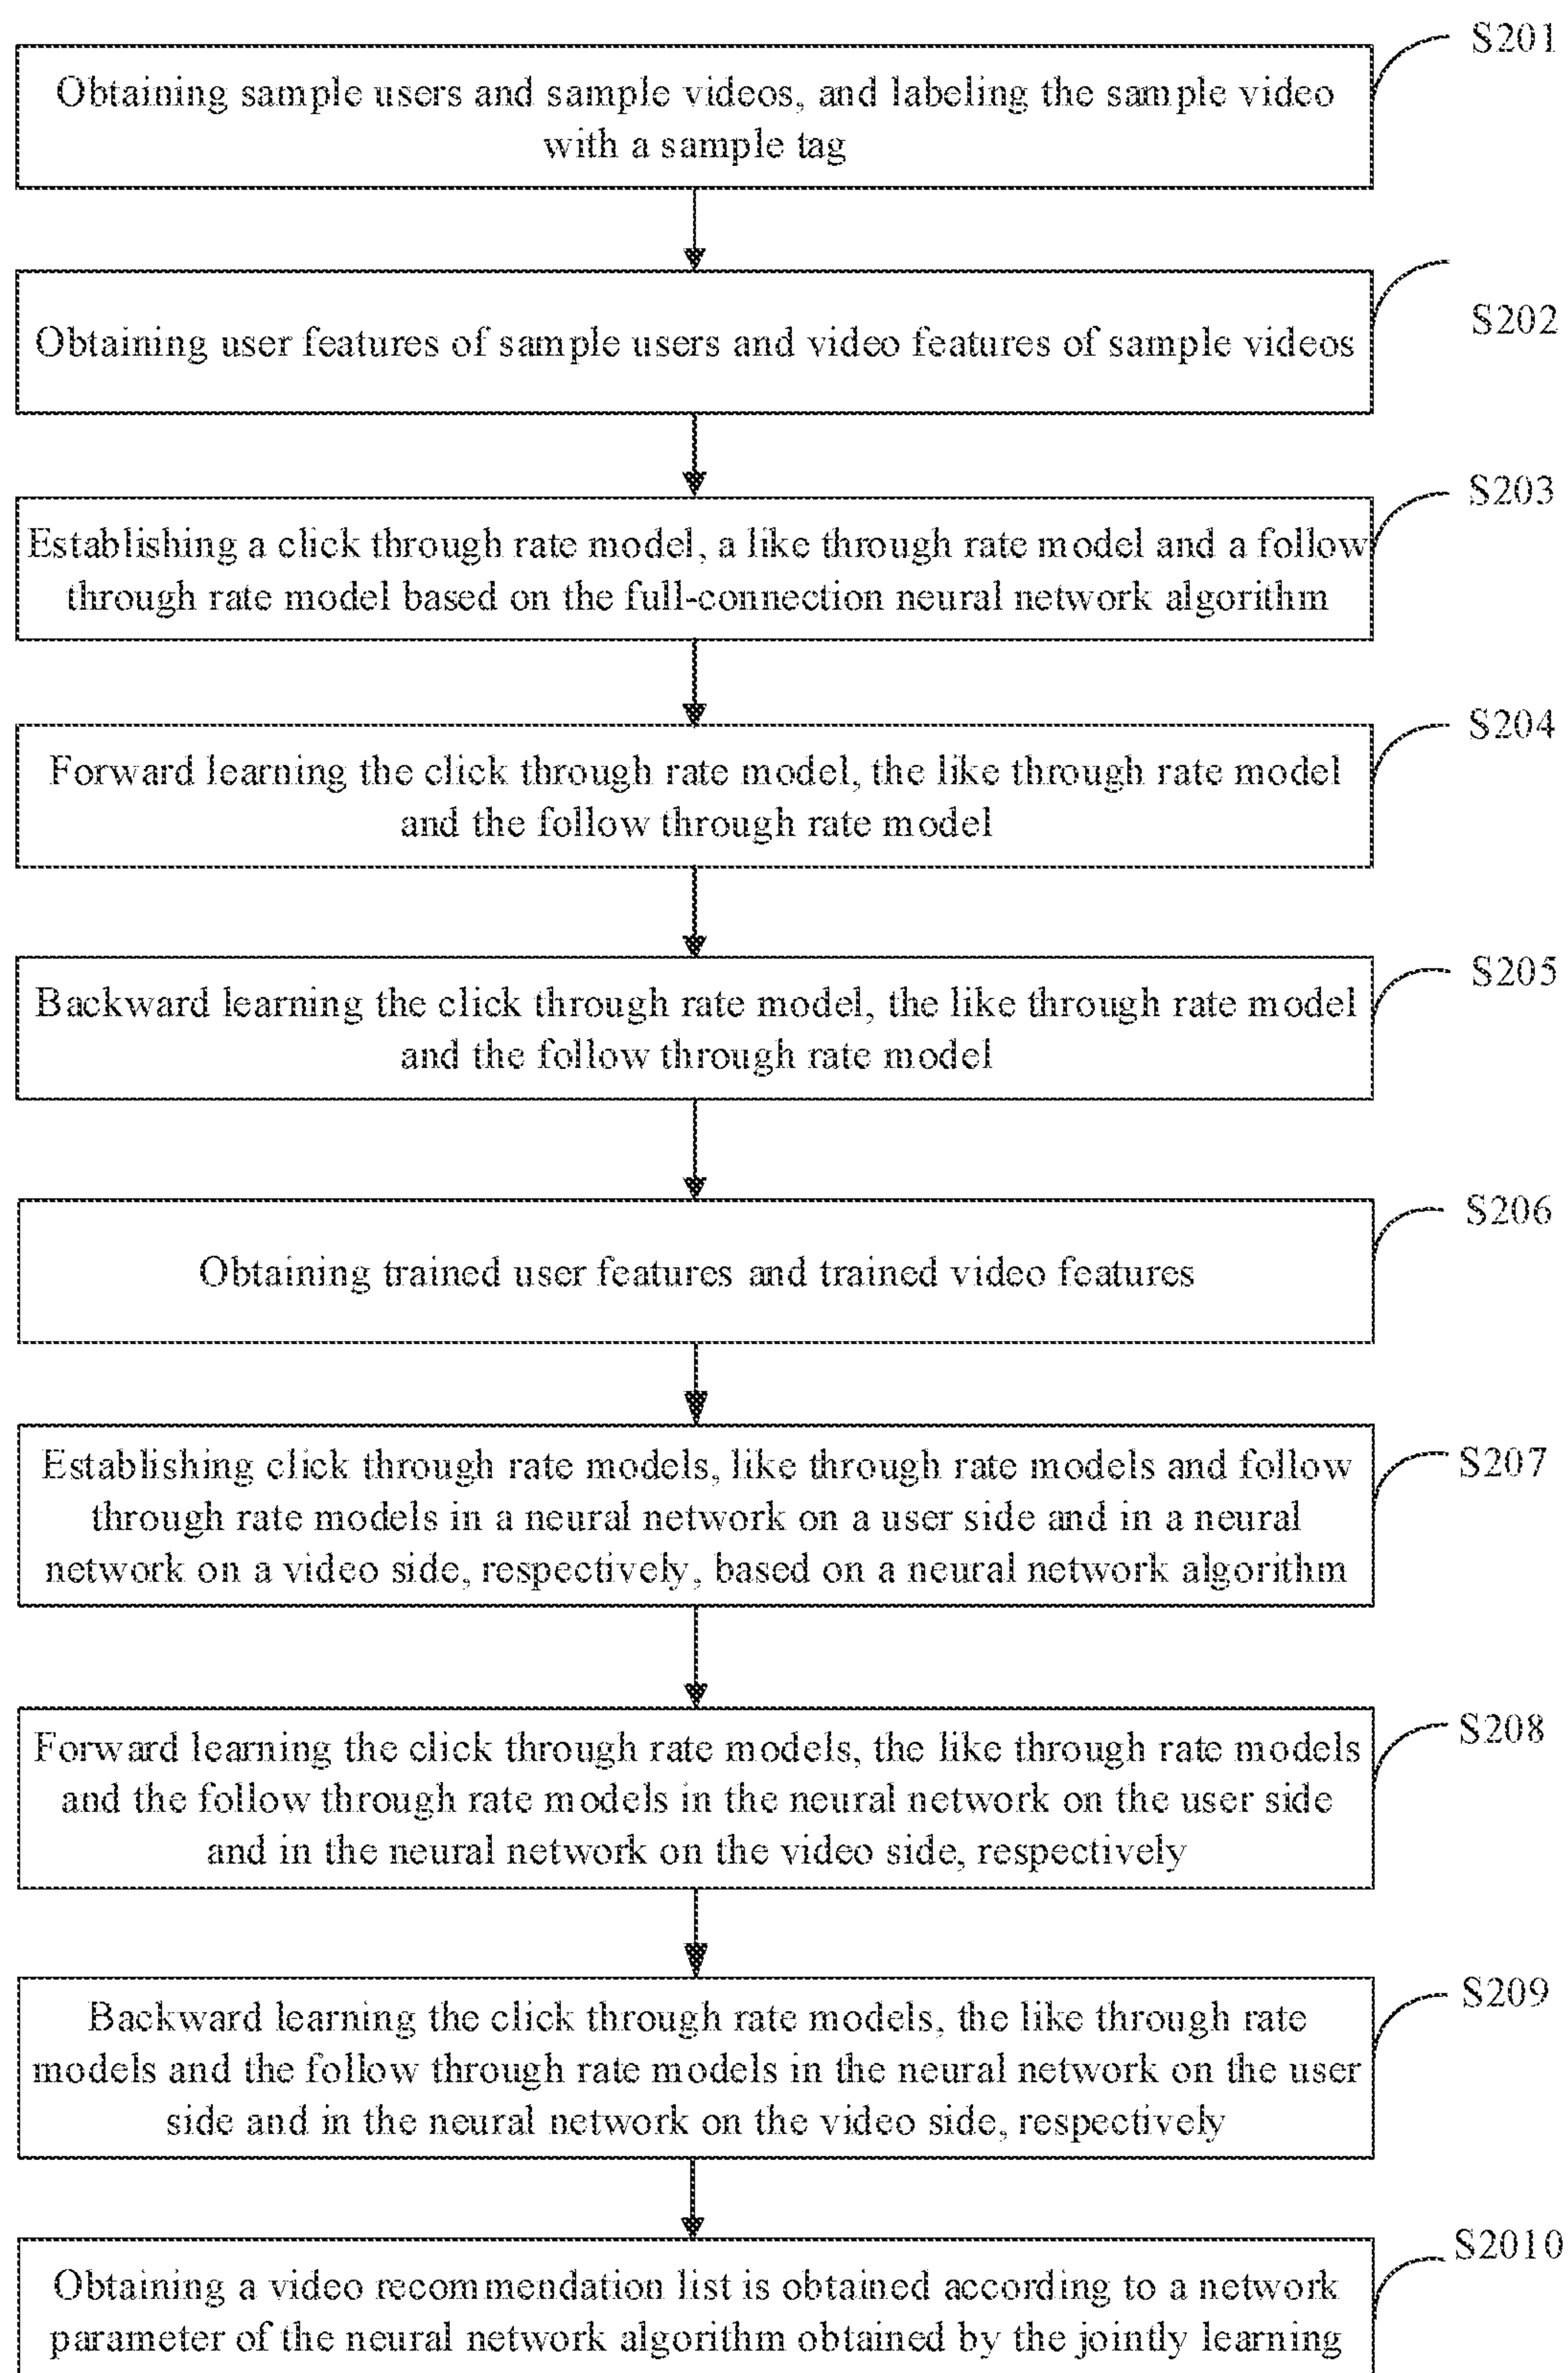 S201
Obtaining sample users and sample videos, and labeling the sample video
with a sample tag
S202
Obtaining user features of sample users and video features of sample videos
S203
Establishing a click through rate model, a like through rate model and a follow
through rate model based on the full-connection neural network algorithm
S204
Forward learning the click through rate model, the like through rate model
and the follow through rate model
S205
Backward learning the click through rate model, the like through rate model
and the follow through rate model
S206
Obtaining trained user features and trained video features
S207
Establishing click through rate models, like through rate models and follow
through rate models in a neural network on a user side and in a neural
network on a video side, respectively, based on a neural network algorithm
S208
Forward learning the click through rate models, the like through rate models
and the follow through rate models in the neural network on the user side
and in the neural network on the video side, respectively
S209
Backward learning the click through rate models, the like through rate
models and the follow through rate models in the neural network on the user
side and in the neural network on the video side, respectively
S2010
Obtaining a video recommendation list is obtained according to a network
parameter of the neural network algorithm obtained by the jointly learning